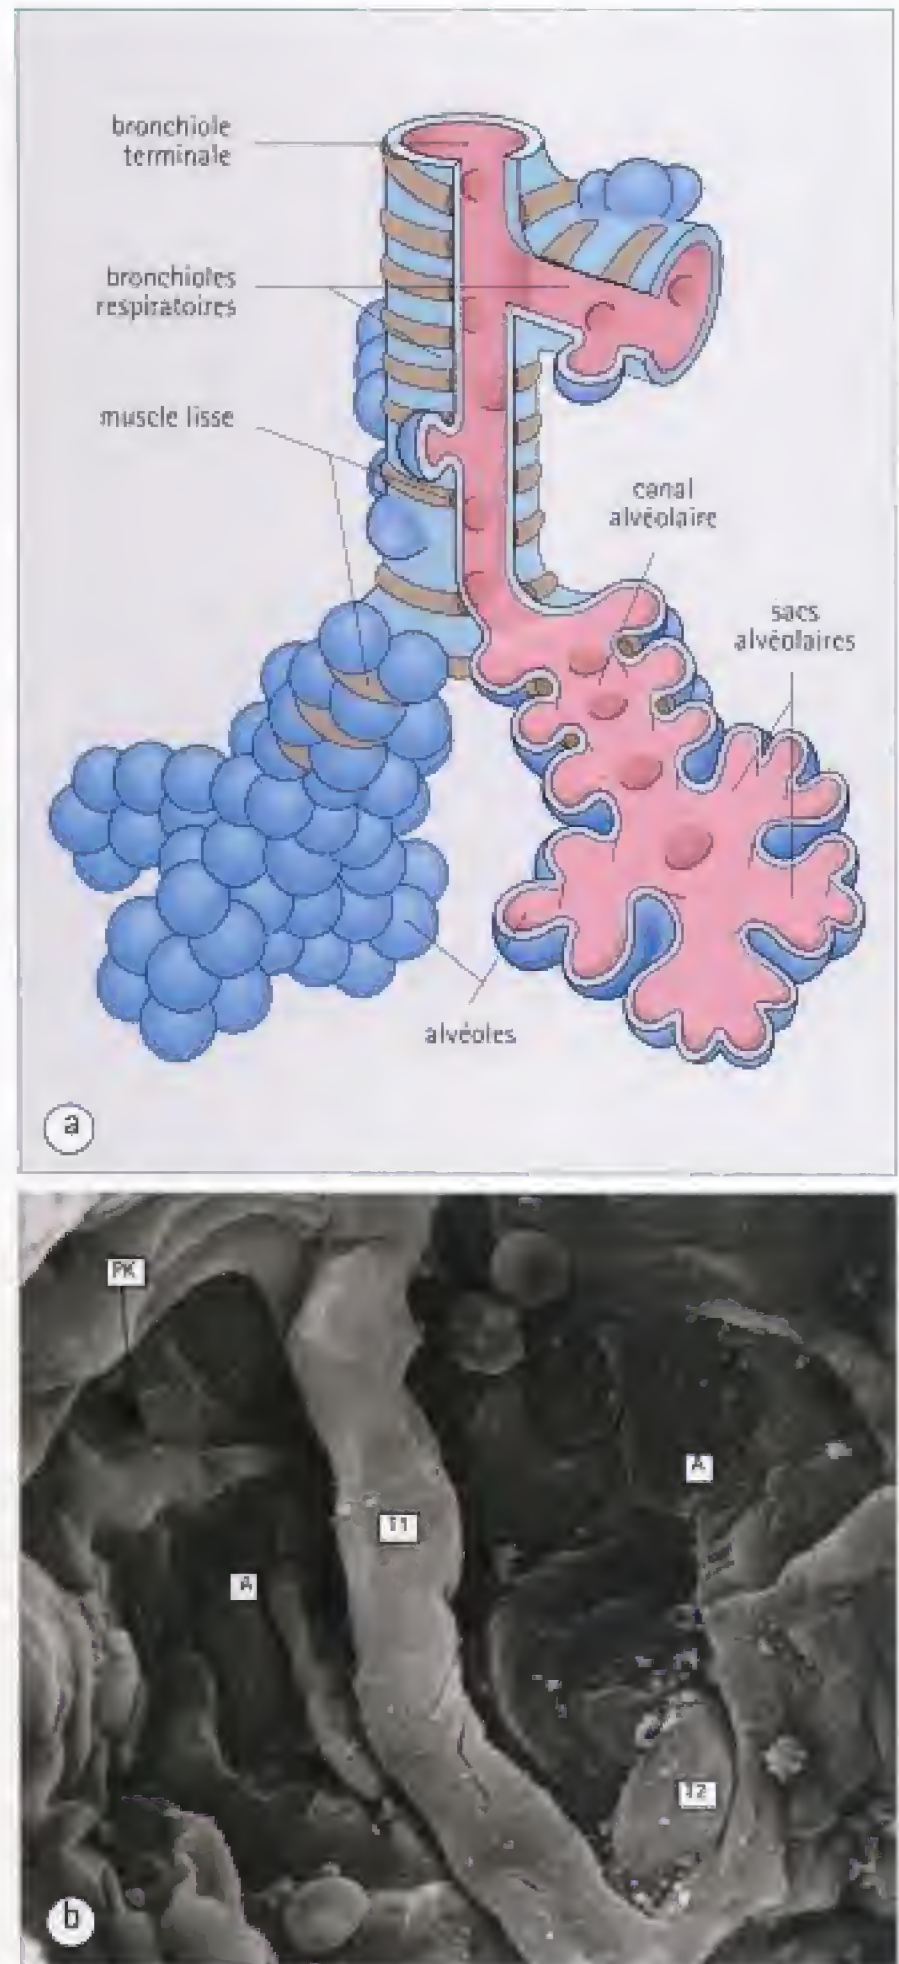 bronchiole
terminale
bronchioles
respiratoires
muscle lisse
canal
alvéolaire
sacs
alvéolaires
alvéoles
a
PK
A
T1
A
T2
b